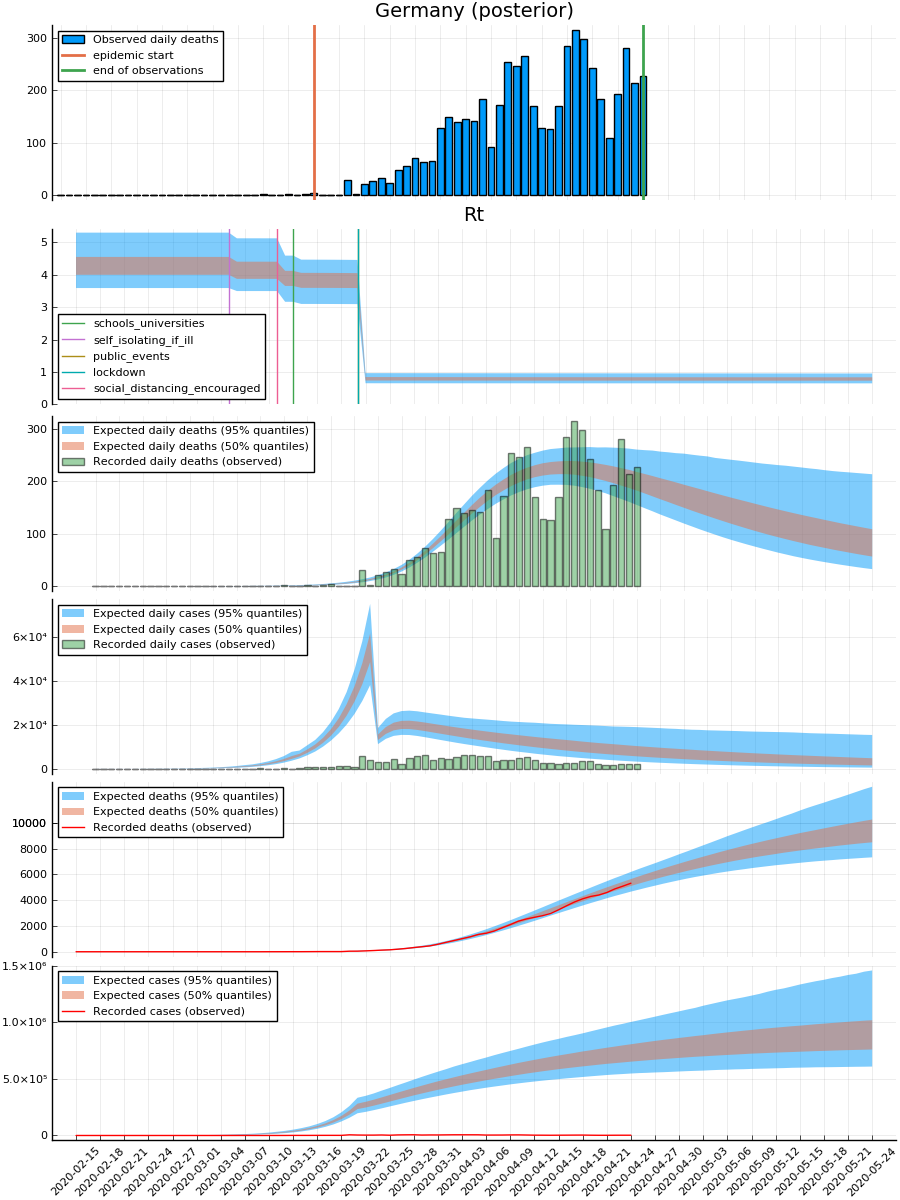 Germany (posterior)
300
200
100
0
Observed daily deaths
epidemic start
end of observations
Rt
5
4
3
2
1
0
schools_universities
self_isolating_if_ill
public_events
lockdown
social_distancing_encouraged
300
200
100
0
Expected daily deaths (95% quantiles)
Expected daily deaths (50% quantiles)
Recorded daily deaths (observed)
6×10⁴
4×10⁴
2×10⁴
0
Expected daily cases (95% quantiles)
Expected daily cases (50% quantiles)
Recorded daily cases (observed)
10000
8000
6000
4000
2000
0
Expected deaths (95% quantiles)
Expected deaths (50% quantiles)
Recorded deaths (observed)
1.5×10⁶
1.0×10⁶
5.0×10⁵
0
Expected cases (95% quantiles)
Expected cases (50% quantiles)
Recorded cases (observed)
2020-02-15
2020-02-18
2020-02-21
2020-02-24
2020-02-27
2020-03-01
2020-03-04
2020-03-07
2020-03-10
2020-03-13
2020-03-16
2020-03-19
2020-03-22
2020-03-25
2020-03-28
2020-03-31
2020-04-03
2020-04-06
2020-04-09
2020-04-12
2020-04-15
2020-04-18
2020-04-21
2020-04-24
2020-04-27
2020-04-30
2020-05-03
2020-05-06
2020-05-09
2020-05-12
2020-05-15
2020-05-18
2020-05-21
2020-05-24